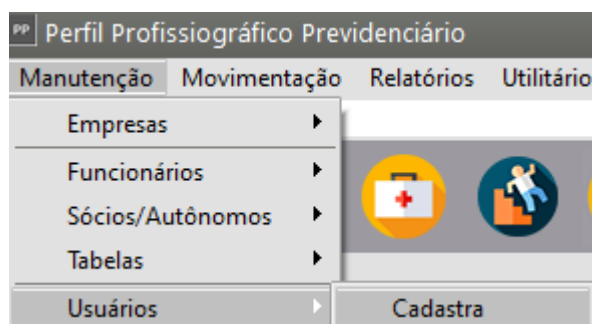 PP Perfil Profissiográfico Previdenciário
Manutenção Movimentação Relatórios Utilitário
Empresas
Funcionários
Sócios/Autônomos
Tabelas
Usuários Cadastra